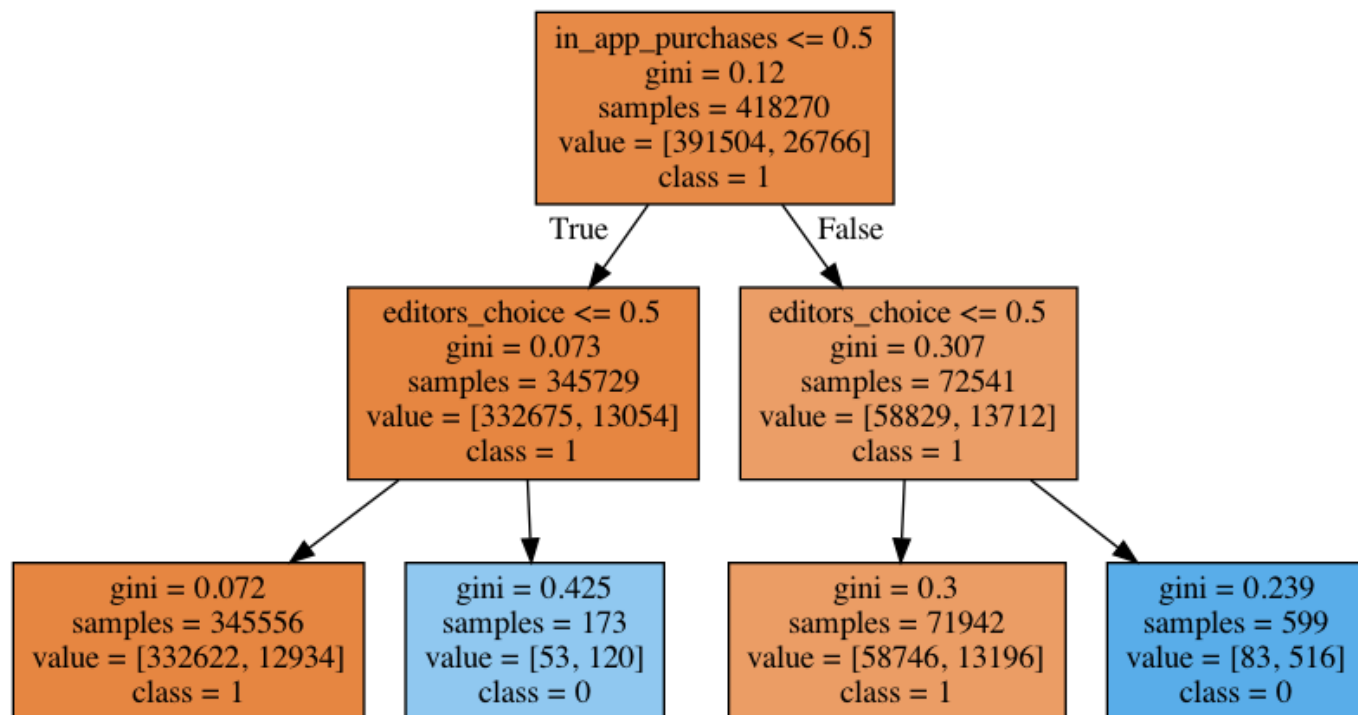 in_app_purchases <= 0.5
gini = 0.12
samples = 418270
value = [391504, 26766]
class = 1
True
False
editors_choice <= 0.5
gini = 0.073
samples = 345729
value = [332675, 13054]
class = 1
editors_choice <= 0.5
gini = 0.307
samples = 72541
value = [58829, 13712]
class = 1
gini = 0.072
samples = 345556
value = [332622, 12934]
class = 1
gini = 0.425
samples = 173
value = [53, 120]
class = 0
gini = 0.3
samples = 71942
value = [58746, 13196]
class = 1
gini = 0.239
samples = 599
value = [83, 516]
class = 0